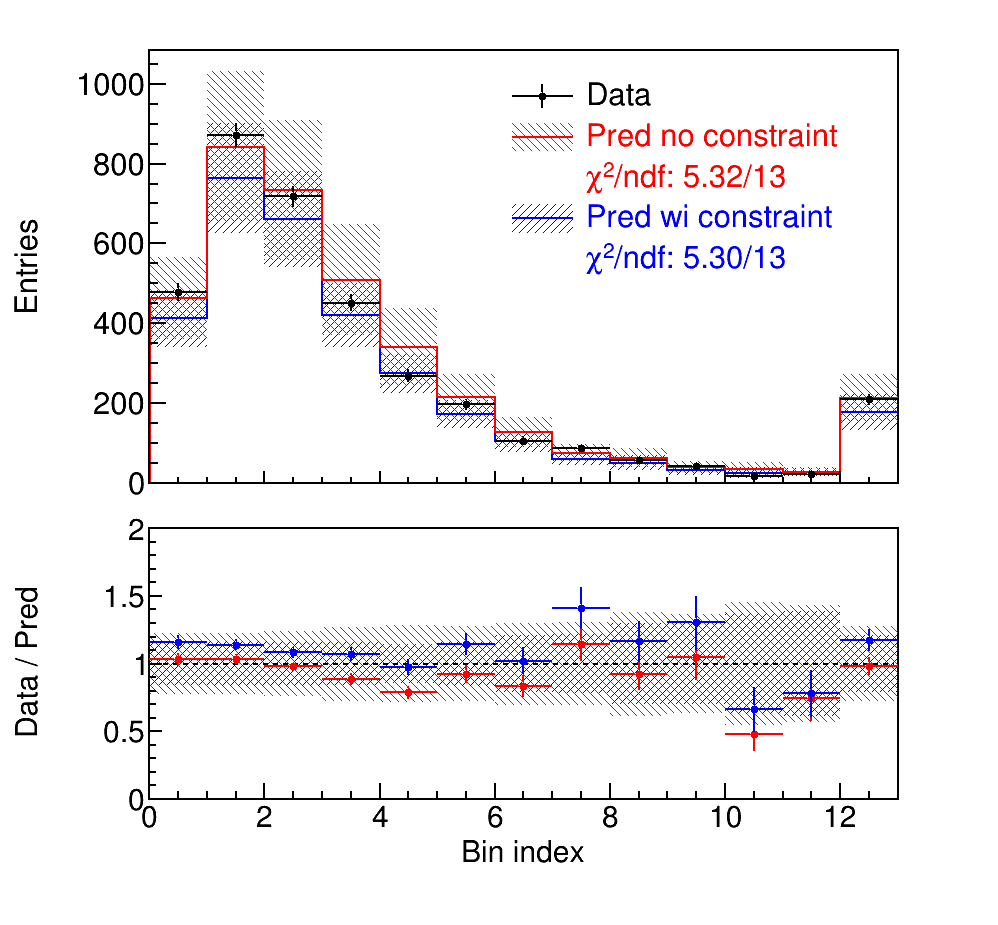 1000
800
600
400
200
0
Entries
Data
Pred no constraint
χ²/ndf: 5.32/13
Pred wi constraint
χ²/ndf: 5.30/13
2
1.5
1
0.5
0
Data / Pred
0 2 4 6 8 10 12
Bin index